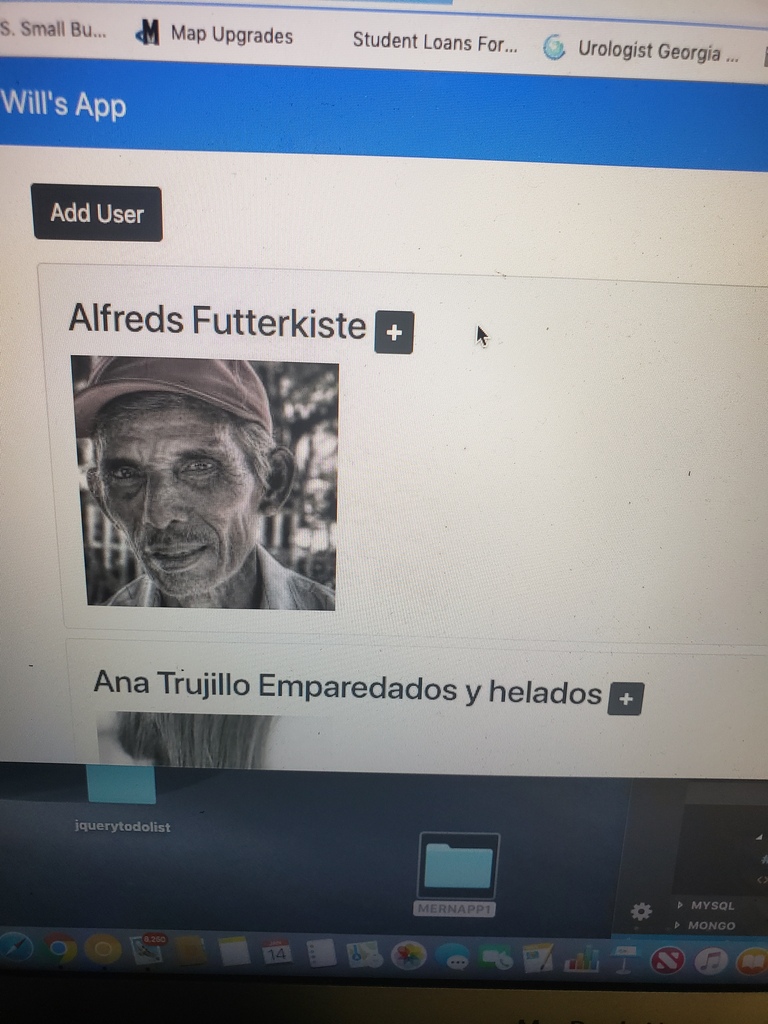 S. Small Bu...
Map Upgrades
Student Loans For...
Urologist Georgia ...
Will's App
Add User
Alfreds Futterkiste +
Ana Trujillo Emparedados y helados +
jquerytodolist
MERNAPP1
MYSQL
MONGO
14